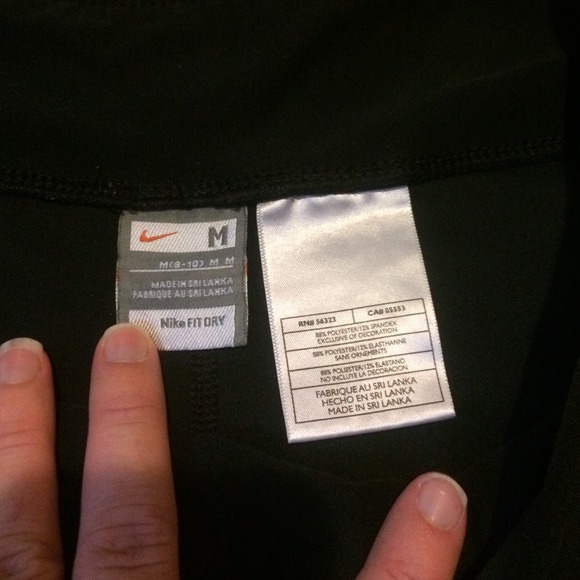 M
M(8-10) M M
MADE IN SRI LANKA
FABRIQUE AU SRI LANKA
Nike FIT DRY
RN# 56323 CA# 05553
88% POLYESTER/12% SPANDEX
EXCLUSIVE OF DECORATION
88% POLYESTER/12% ELASTHANNE
SANS ORNEMENTS
88% POLIESTER/12% ELASTANO
NO INCLUYE LA DECORACION
FABRIQUE AU SRI LANKA
HECHO EN SRI LANKA
MADE IN SRI LANKA